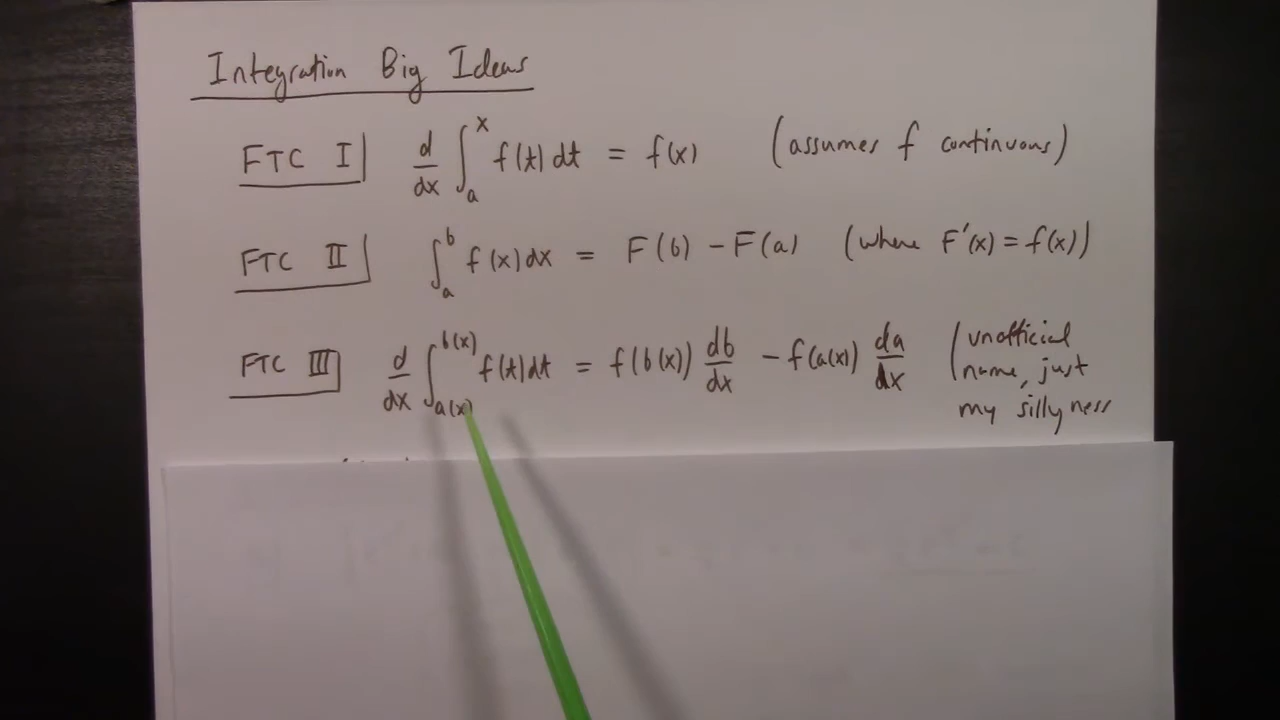 Integration Big Ideas
FTC I d/dx ∫_a^x f(t) dt = f(x) (assumes f continuous)
FTC II ∫_a^b f(x) dx = F(b) - F(a) (where F'(x) = f(x))
FTC III d/dx ∫_{a(x)}^{b(x)} f(t) dt = f(b(x)) db/dx - f(a(x)) da/dx (unofficial
name, just
my sillyness